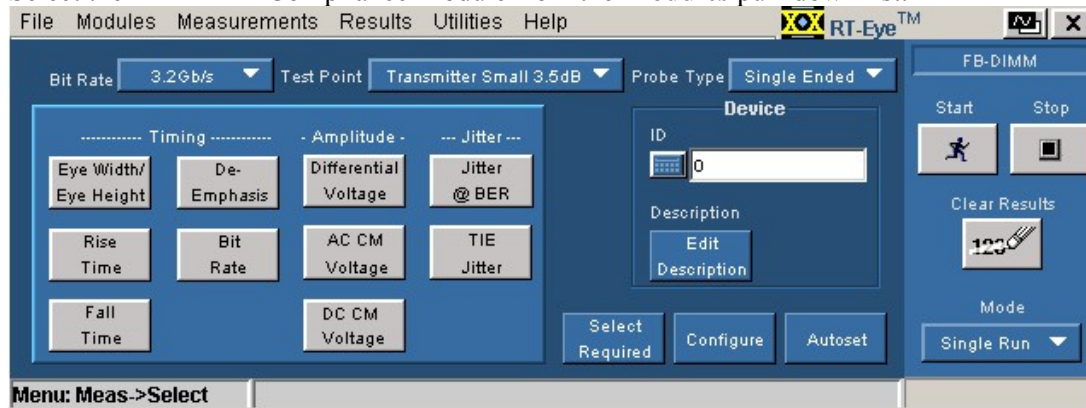 File Modules Measurements Results Utilities Help RT-Eye™ X
Bit Rate 3.2Gb/s Test Point Transmitter Small 3.5dB Probe Type Single Ended FB-DIMM
Device
Start Stop
------------ Timing ----------- - Amplitude - --- Jitter ---
ID
0
Eye Width/
Eye Height
De-
Emphasis
Differential
Voltage
Jitter
@ BER
Description
Edit
Description
Clear Results
123
Rise
Time
Bit
Rate
AC CM
Voltage
TIE
Jitter
Fall
Time
DC CM
Voltage
Select
Required
Configure
Autoset
Mode
Single Run
Menu: Meas->Select